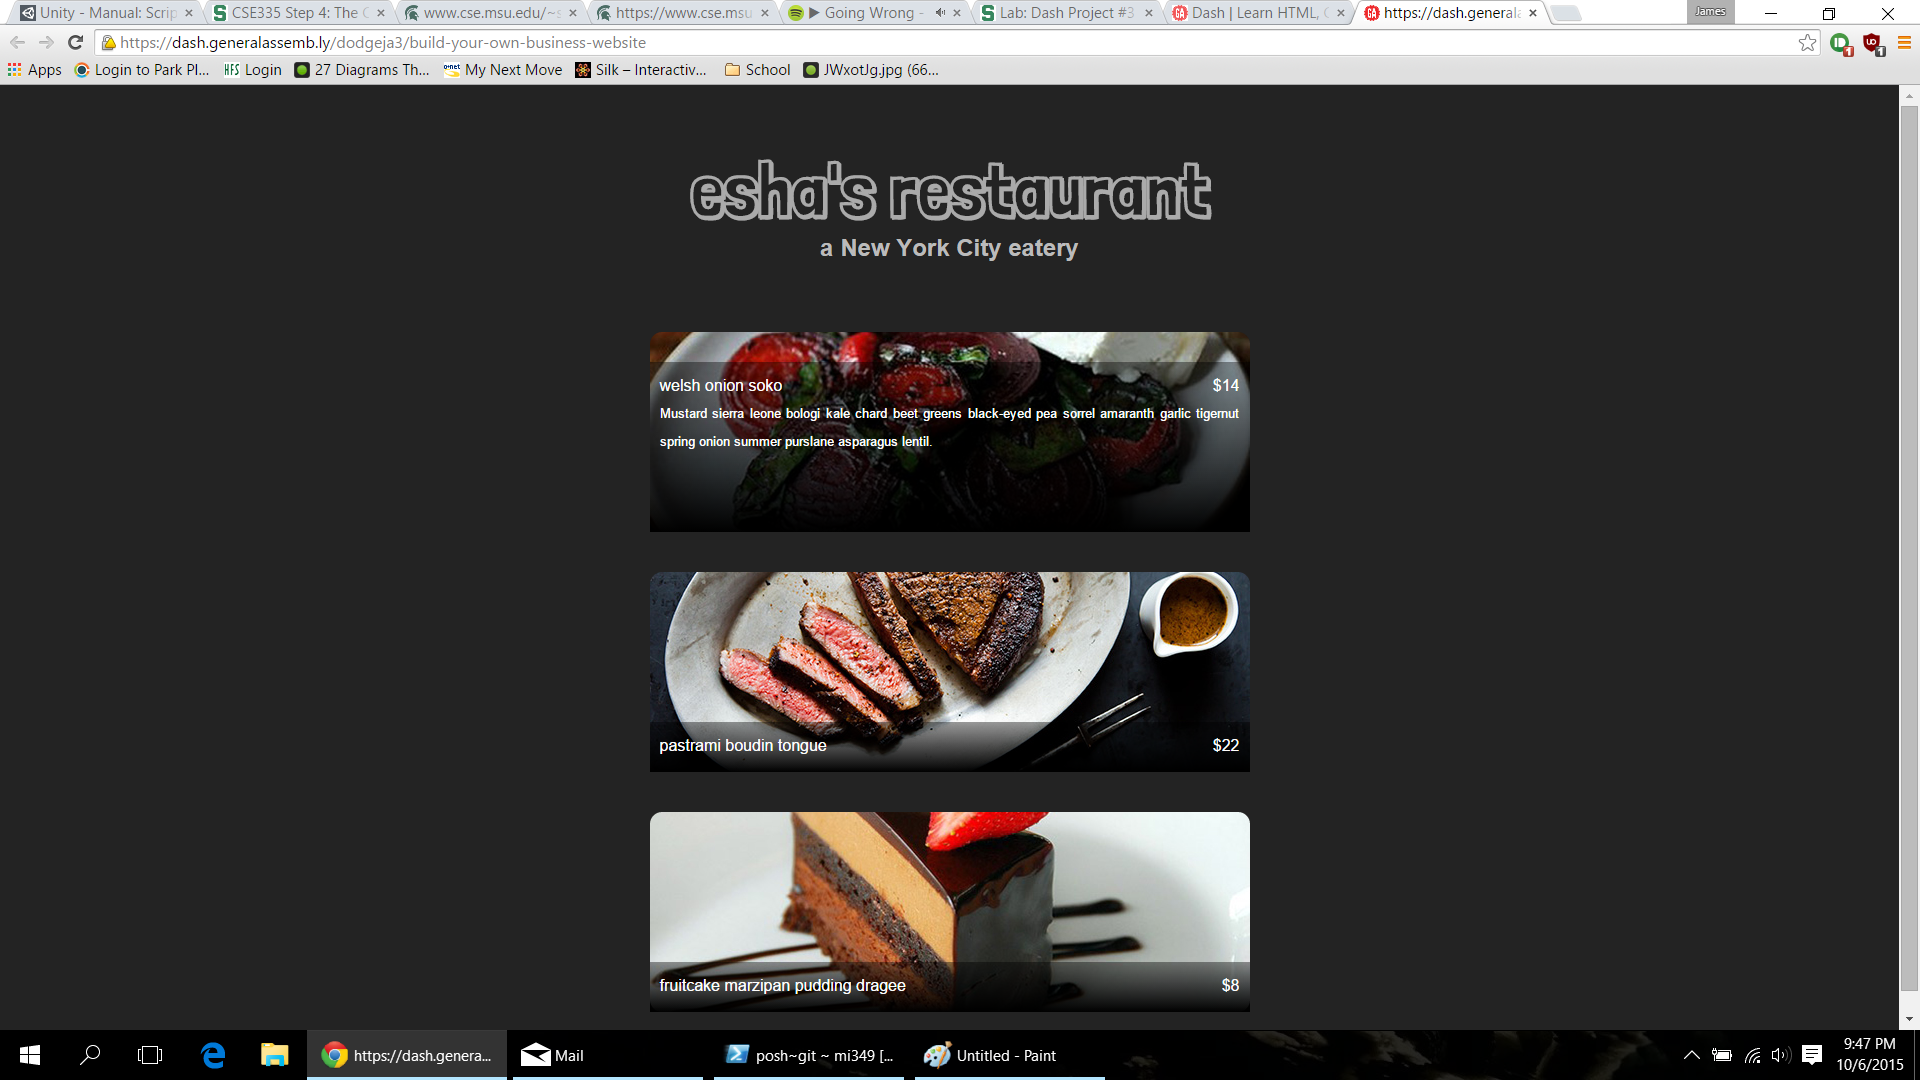 Unity - Manual: Scrip
CSE335 Step 4: The C
www.cse.msu.edu/~s
https://www.cse.msu
Going Wrong -
Lab: Dash Project #3
Dash | Learn HTML, C
https://dash.generala
James
https://dash.generalassemb.ly/dodgeja3/build-your-own-business-website
1
1
Apps
Login to Park Pl...
HFS Login
27 Diagrams Th...
My Next Move
Silk – Interactiv...
School
JWxotJg.jpg (66...
esha's restaurant
a New York City eatery
welsh onion soko $14
Mustard sierra leone bologi kale chard beet greens black-eyed pea sorrel amaranth garlic tigernut
spring onion summer purslane asparagus lentil.
pastrami boudin tongue $22
fruitcake marzipan pudding dragee $8
https://dash.genera...
Mail
posh~git ~ mi349 [...
Untitled - Paint
9:47 PM
10/6/2015